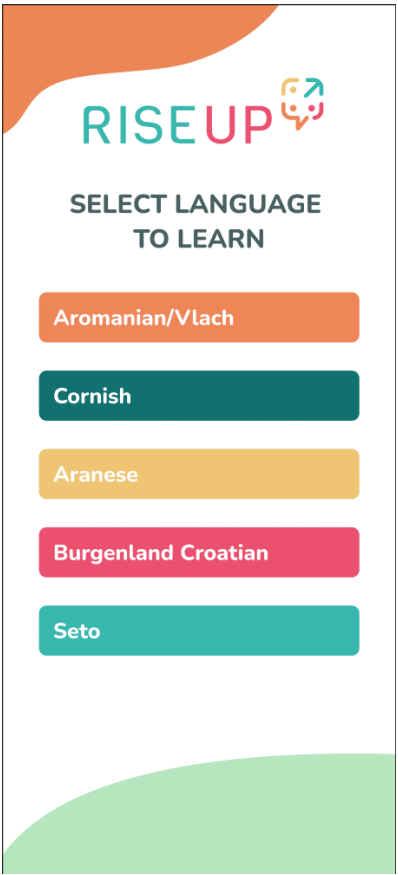 RISEUP
SELECT LANGUAGE
TO LEARN
Aromanian/Vlach
Cornish
Aranese
Burgenland Croatian
Seto